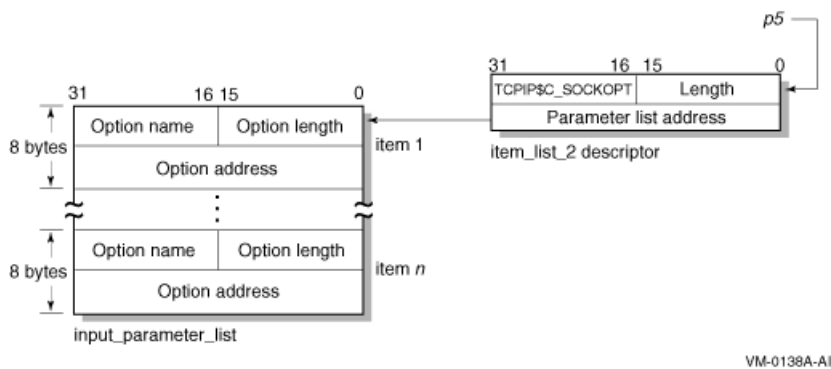 p5
31 16 15 0
TCPIP$C_SOCKOPT Length
Parameter list address
item_list_2 descriptor
31 16 15 0
8 bytes Option name Option length item 1
Option address
8 bytes Option name Option length item n
Option address
input_parameter_list
VM-0138A-AI